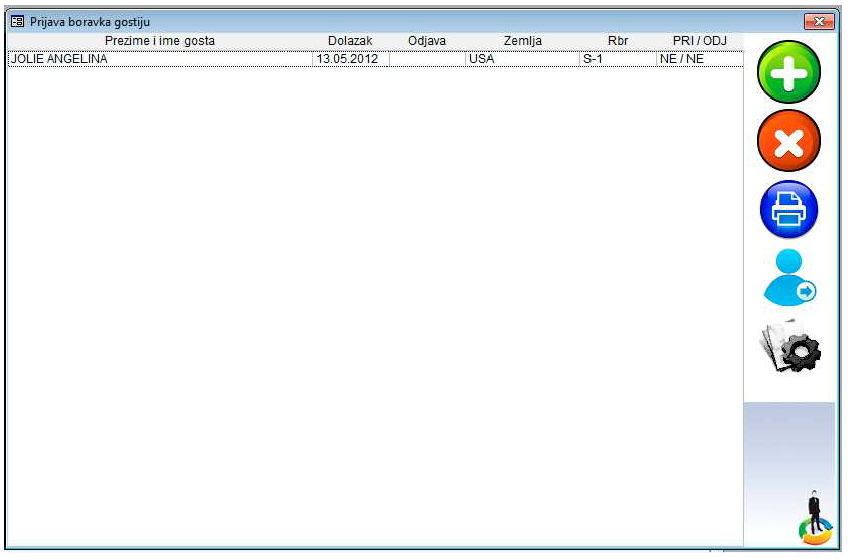 Prijava boravka gostiju
Prezime i ime gosta Dolazak Odjava Zemlja Rbr PRI / ODJ
JOLIE ANGELINA 13.05.2012 USA S-1 NE / NE